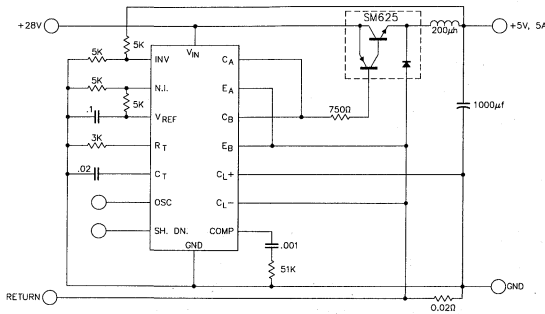 SM625
+28V
+5V, 5A
200μh
5K
5K
V_IN
INV
C_A
5K
N.I.
E_A
5K
750Ω
.1
V_REF
C_B
1000μf
3K
R_T
E_B
.02
C_T
C_L+
OSC
C_L−
SH. DN.
COMP
.001
GND
51K
GND
RETURN
0.02Ω